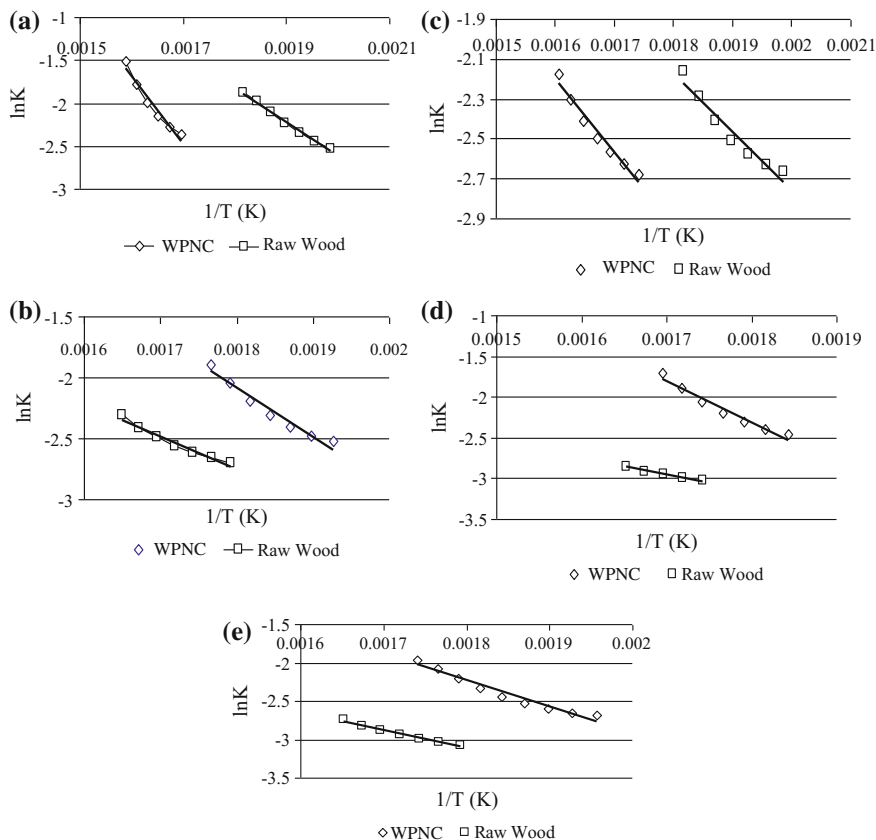 (a)
0.0015 0.0017 0.0019 0.0021
-1
-1.5
-2
-2.5
-3
lnK
1/T (K)
WPNC Raw Wood
(c)
-1.9
0.0015 0.0016 0.0017 0.0018 0.0019 0.002 0.0021
-2.1
-2.3
-2.5
-2.7
-2.9
lnK
1/T (K)
WPNC Raw Wood
(b)
-1.5
0.0016 0.0017 0.0018 0.0019 0.002
-2
-2.5
-3
lnK
1/T (K)
WPNC Raw Wood
(d)
-1
0.0015 0.0016 0.0017 0.0018 0.0019
-1.5
-2
-2.5
-3
-3.5
lnK
1/T (K)
WPNC Raw Wood
(e)
-1.5
0.0016 0.0017 0.0018 0.0019 0.002
-2
-2.5
-3
-3.5
lnK
1/T (K)
WPNC Raw Wood